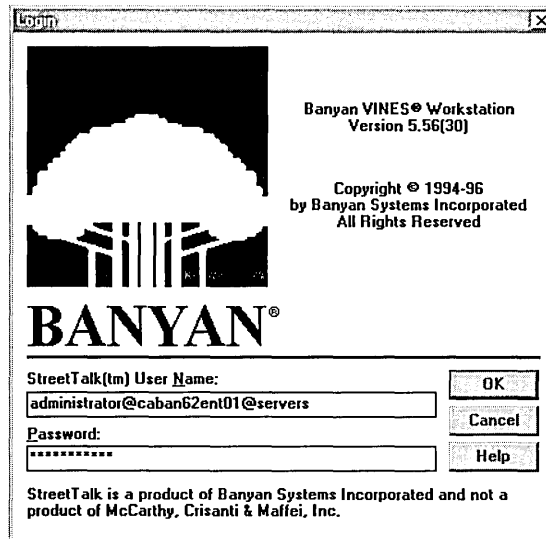 Login
Banyan VINES® Workstation
Version 5.56(30)
Copyright © 1994-96
by Banyan Systems Incorporated
All Rights Reserved
BANYAN®
StreetTalk(tm) User Name:
administrator@caban62ent01@servers
OK
Cancel
Password:
***********
Help
StreetTalk is a product of Banyan Systems Incorporated and not a
product of McCarthy, Crisanti & Maffei, Inc.